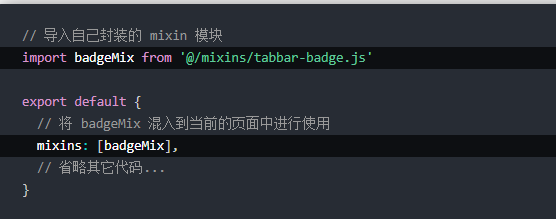 // 导入自己封装的 mixin 模块
import badgeMix from '@/mixins/tabbar-badge.js'
export default {
// 将 badgeMix 混入到当前的页面中进行使用
mixins: [badgeMix],
// 省略其它代码...
}